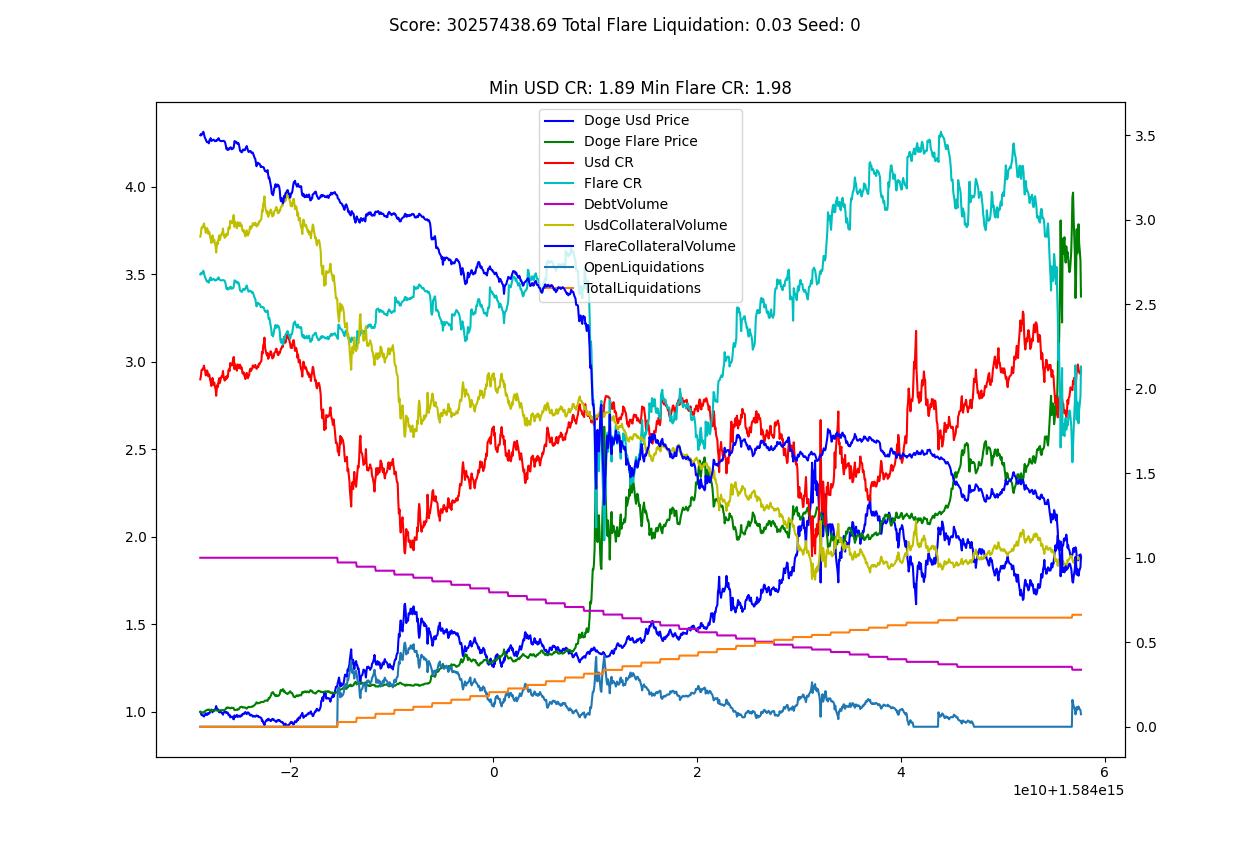 Score: 30257438.69 Total Flare Liquidation: 0.03 Seed: 0
Min USD CR: 1.89 Min Flare CR: 1.98
Doge Usd Price
Doge Flare Price
Usd CR
Flare CR
DebtVolume
UsdCollateralVolume
FlareCollateralVolume
OpenLiquidations
TotalLiquidations
4.0
3.5
3.0
2.5
2.0
1.5
1.0
3.5
3.0
2.5
2.0
1.5
1.0
0.5
0.0
−2 0 2 4 6
1e10+1.584e15